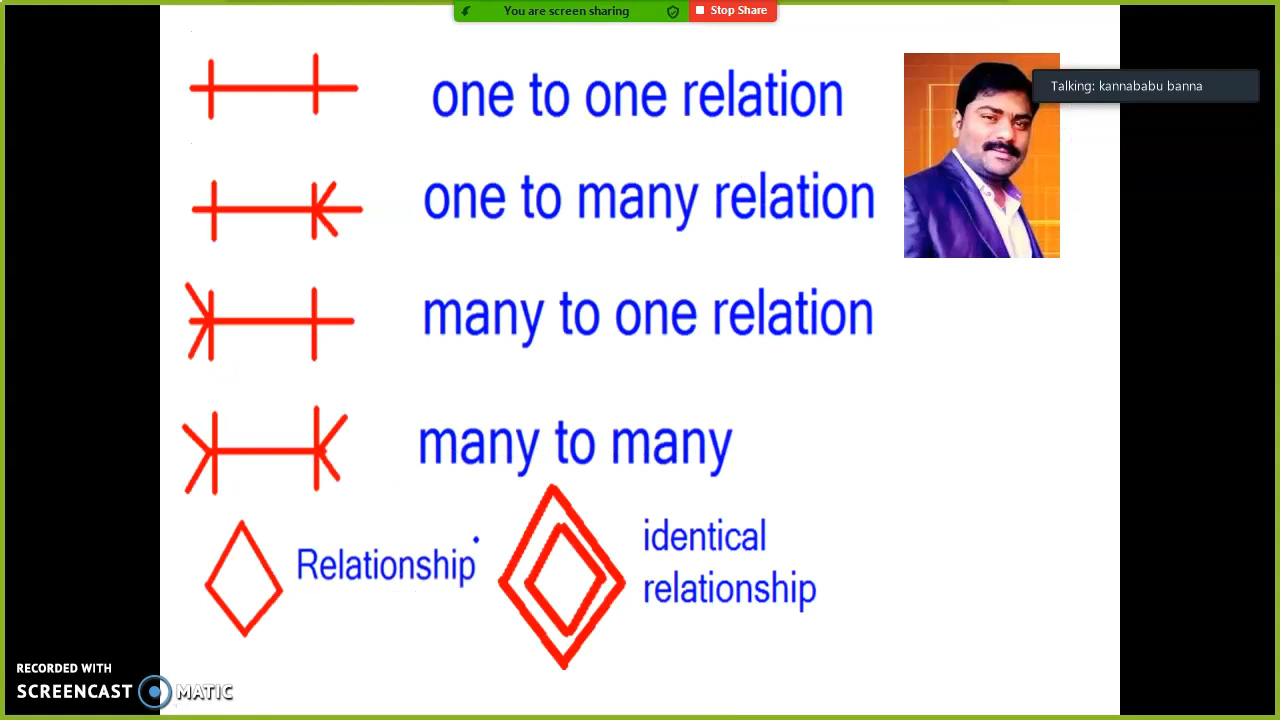 You are screen sharing
Stop Share
Talking: kannababu banna
one to one relation
one to many relation
many to one relation
many to many
Relationship
identical
relationship
RECORDED WITH
SCREENCAST MATIC